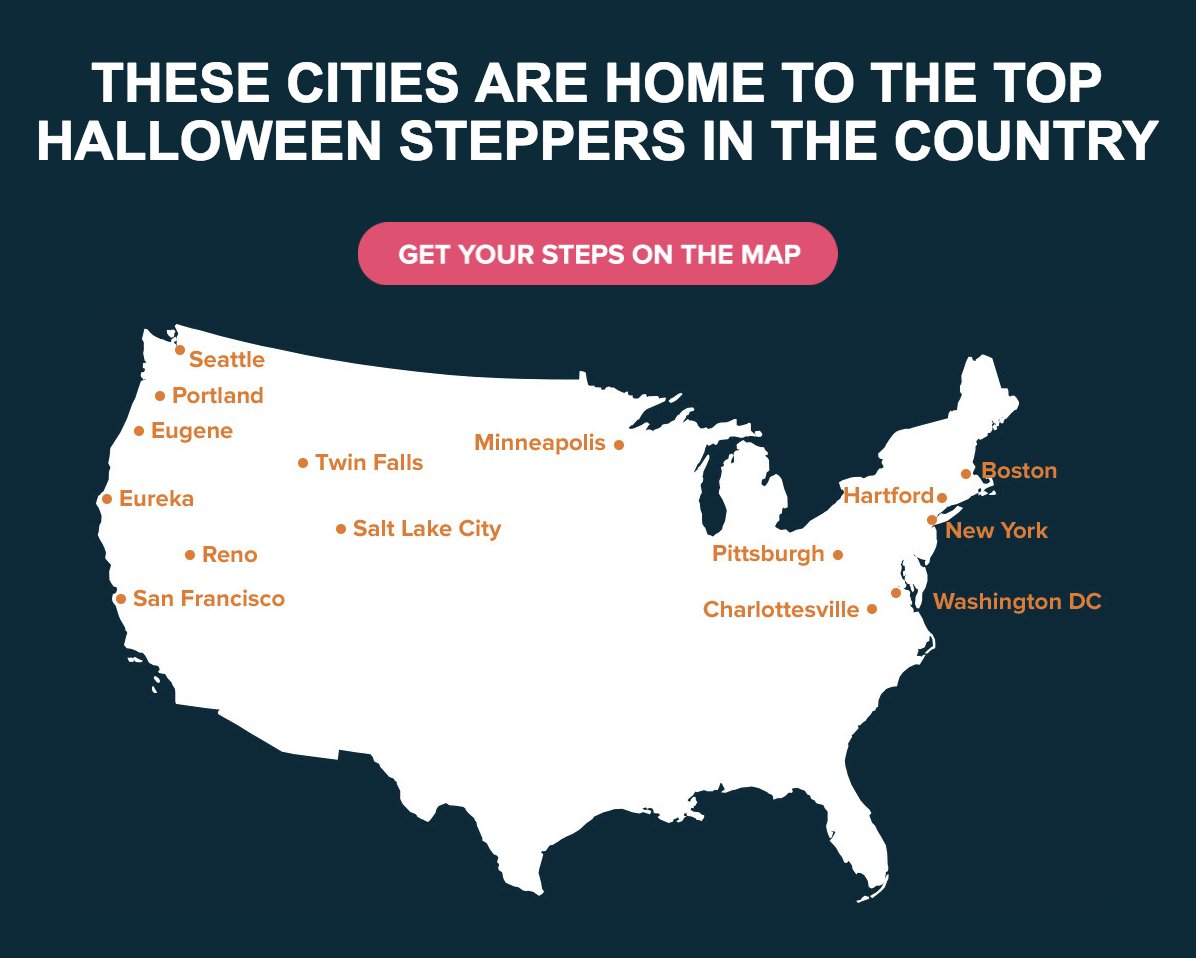 THESE CITIES ARE HOME TO THE TOP
HALLOWEEN STEPPERS IN THE COUNTRY
GET YOUR STEPS ON THE MAP
Seattle
Portland
Eugene
Minneapolis
Twin Falls
Boston
Eureka
Hartford
Salt Lake City
New York
Reno
Pittsburgh
San Francisco
Washington DC
Charlottesville